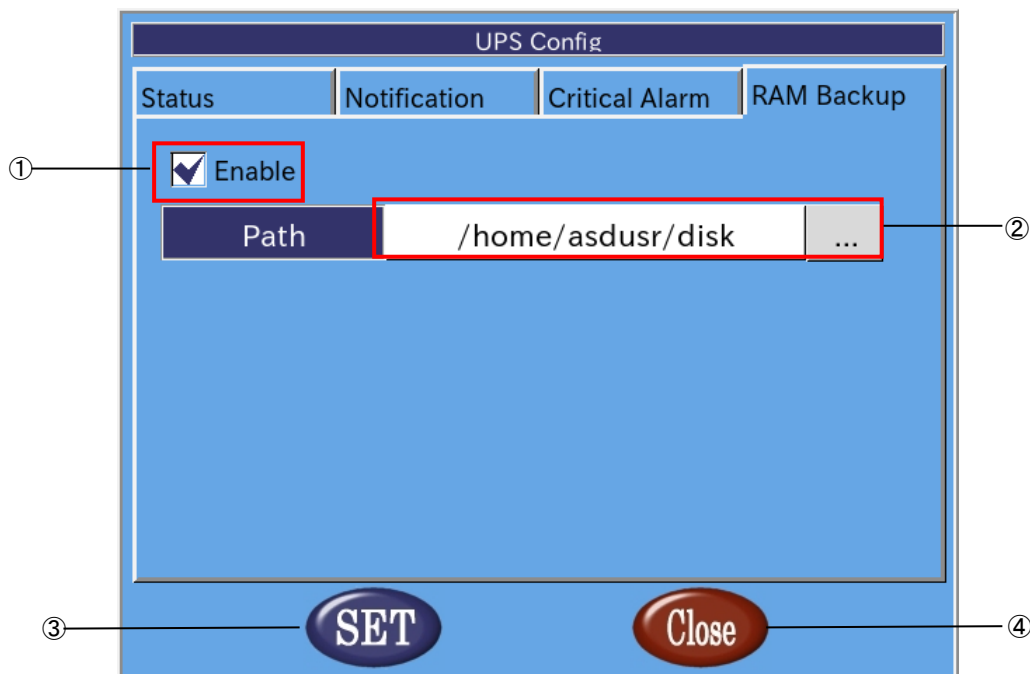 UPS Config
Status Notification Critical Alarm RAM Backup
① Enable
Path /home/asdusr/disk ... ②
③ SET Close ④